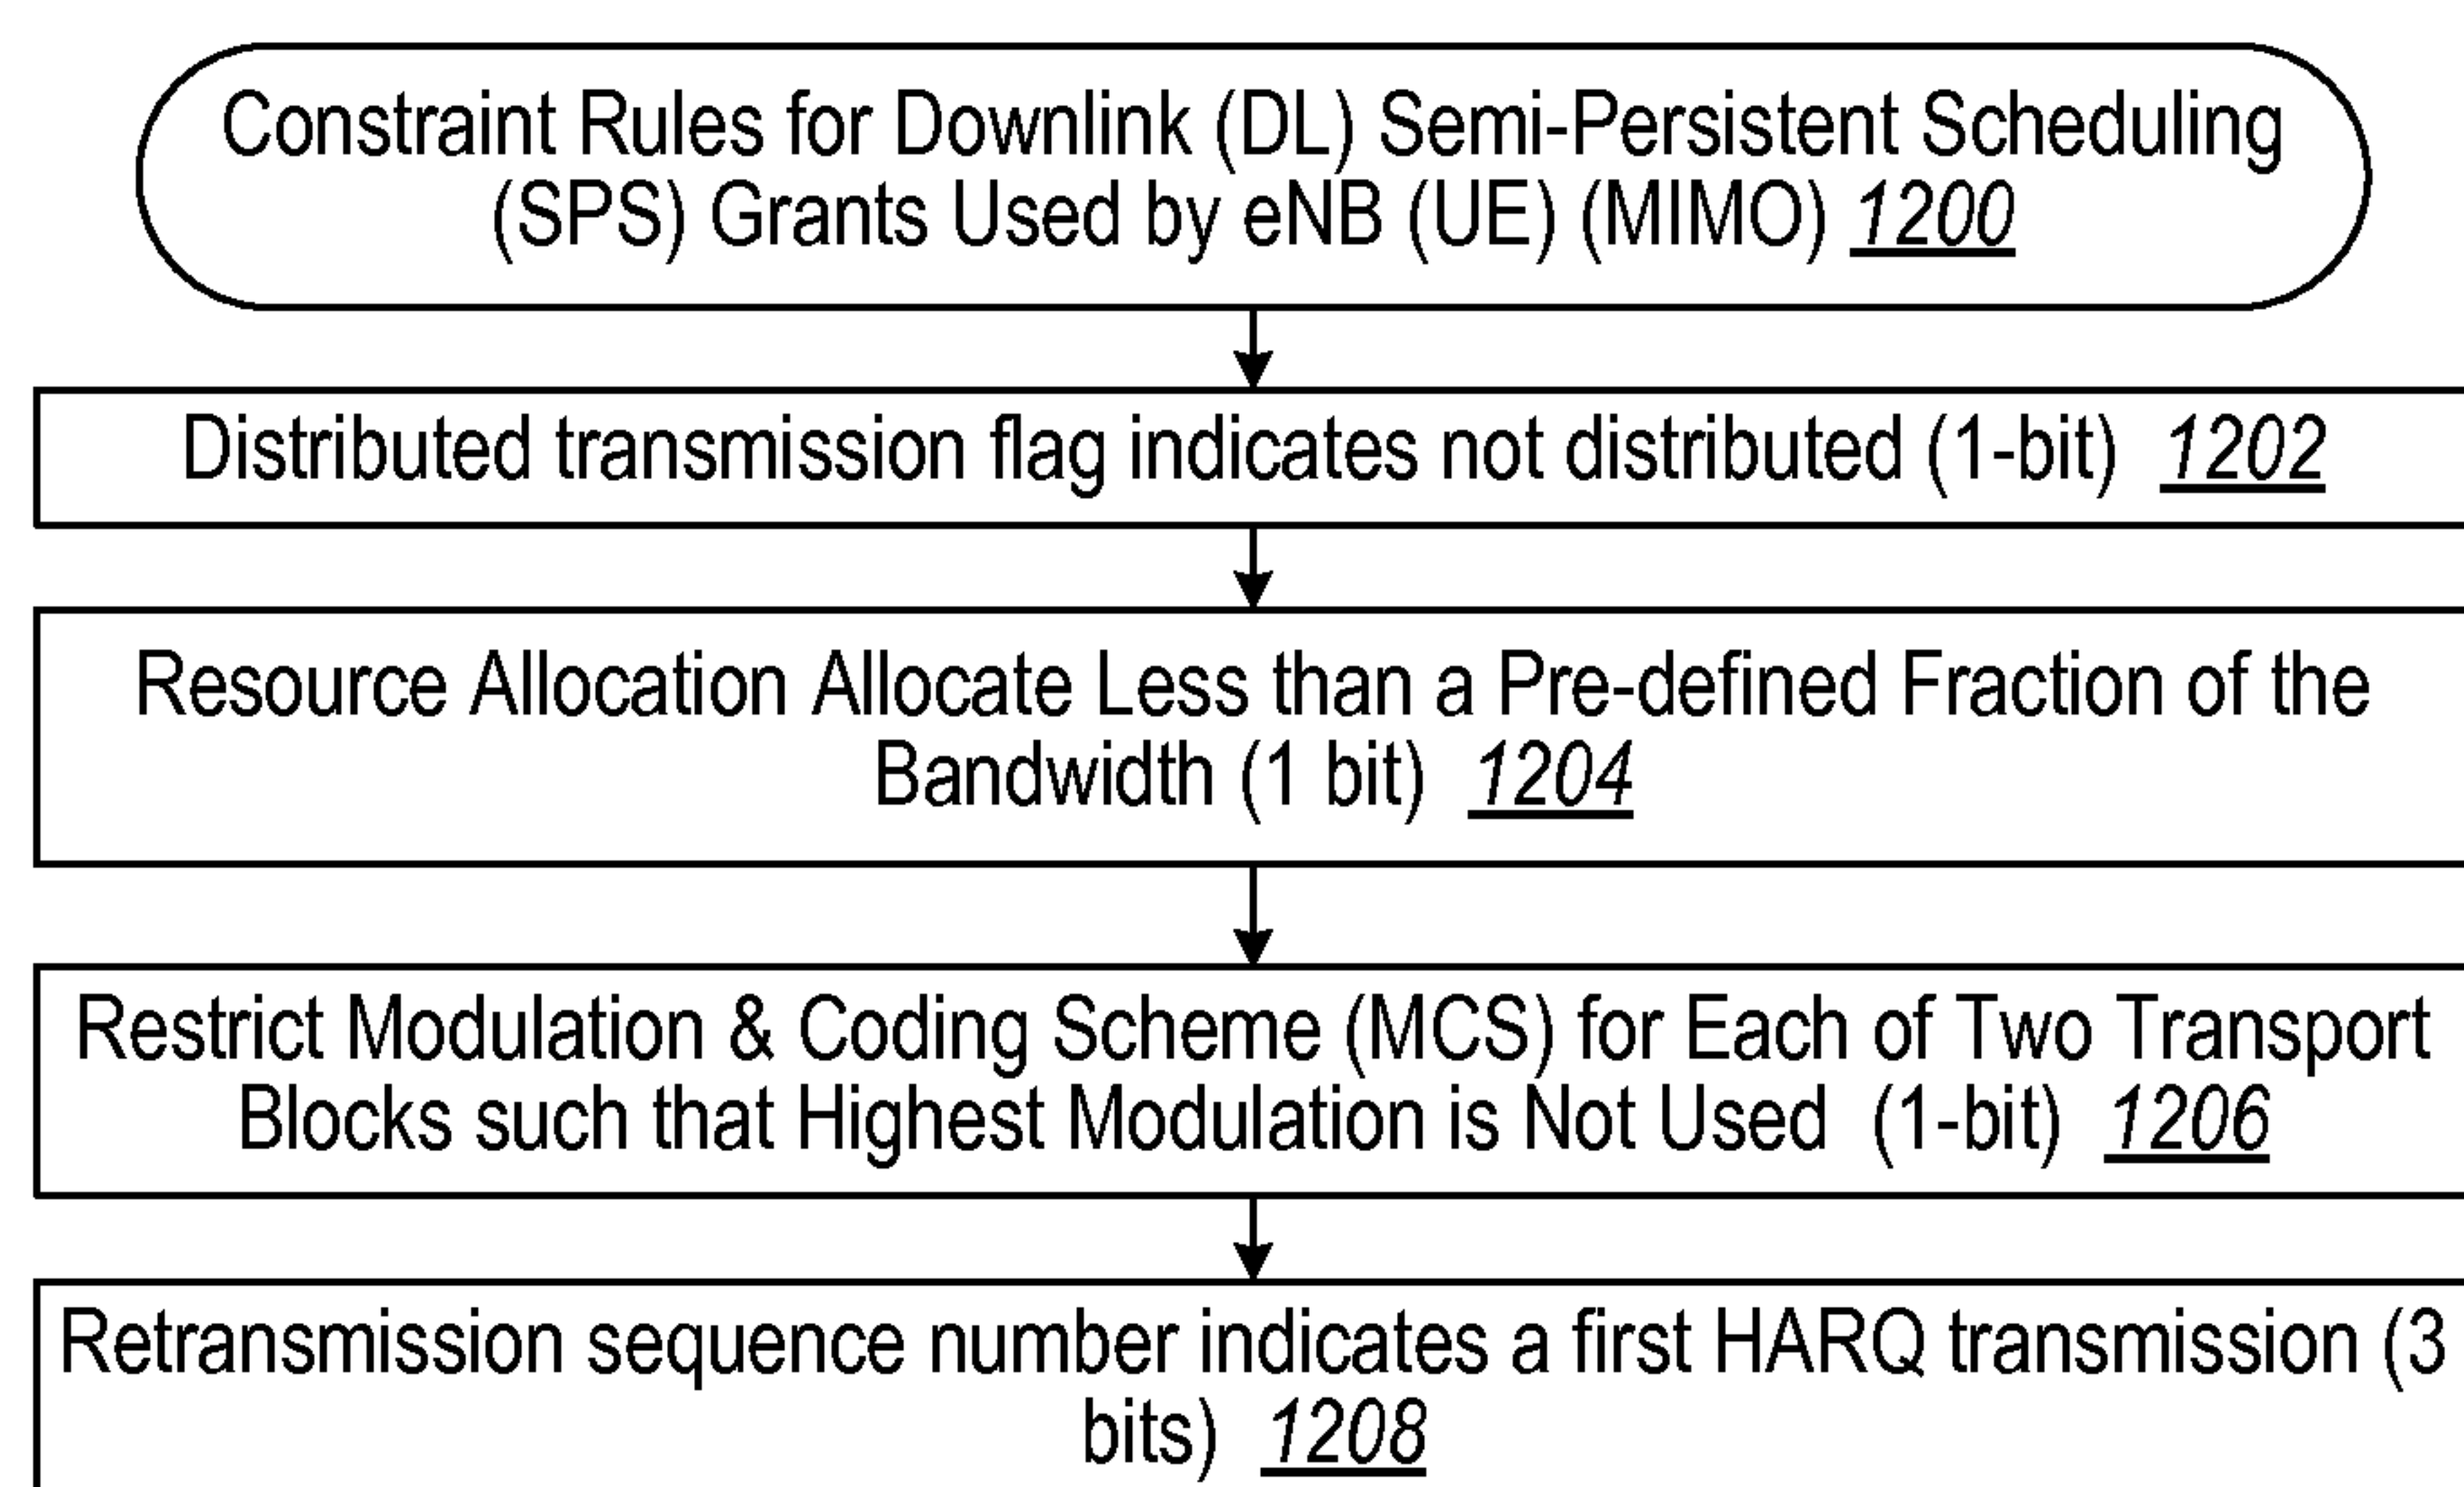 Constraint Rules for Downlink (DL) Semi-Persistent Scheduling
(SPS) Grants Used by eNB (UE) (MIMO) 1200
Distributed transmission flag indicates not distributed (1-bit) 1202
Resource Allocation Allocate Less than a Pre-defined Fraction of the
Bandwidth (1 bit) 1204
Restrict Modulation & Coding Scheme (MCS) for Each of Two Transport
Blocks such that Highest Modulation is Not Used (1-bit) 1206
Retransmission sequence number indicates a first HARQ transmission (3
bits) 1208